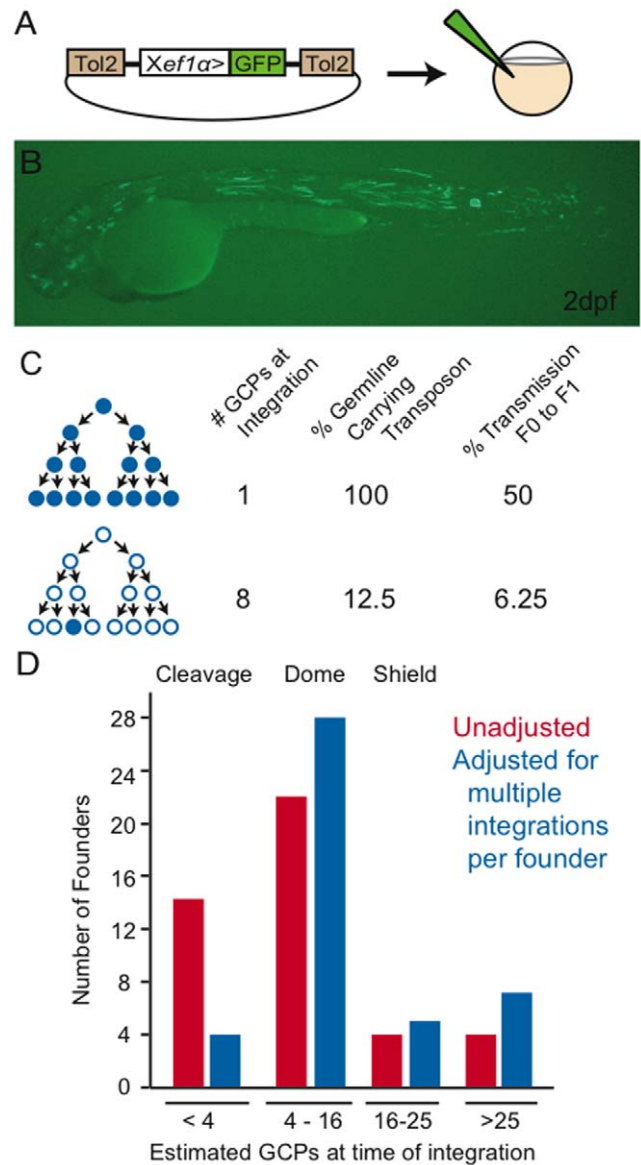 A
Tol2 Xef1α> GFP Tol2
B
2dpf
C
# GCPs at
Integration
% Germline
Carrying
Transposon
% Transmission
F0 to F1
1 100 50
8 12.5 6.25
D
Cleavage Dome Shield
Number of Founders
28
24
20
16
12
8
4
0
Unadjusted
Adjusted for
multiple
integrations
per founder
< 4 4 - 16 16-25 >25
Estimated GCPs at time of integration